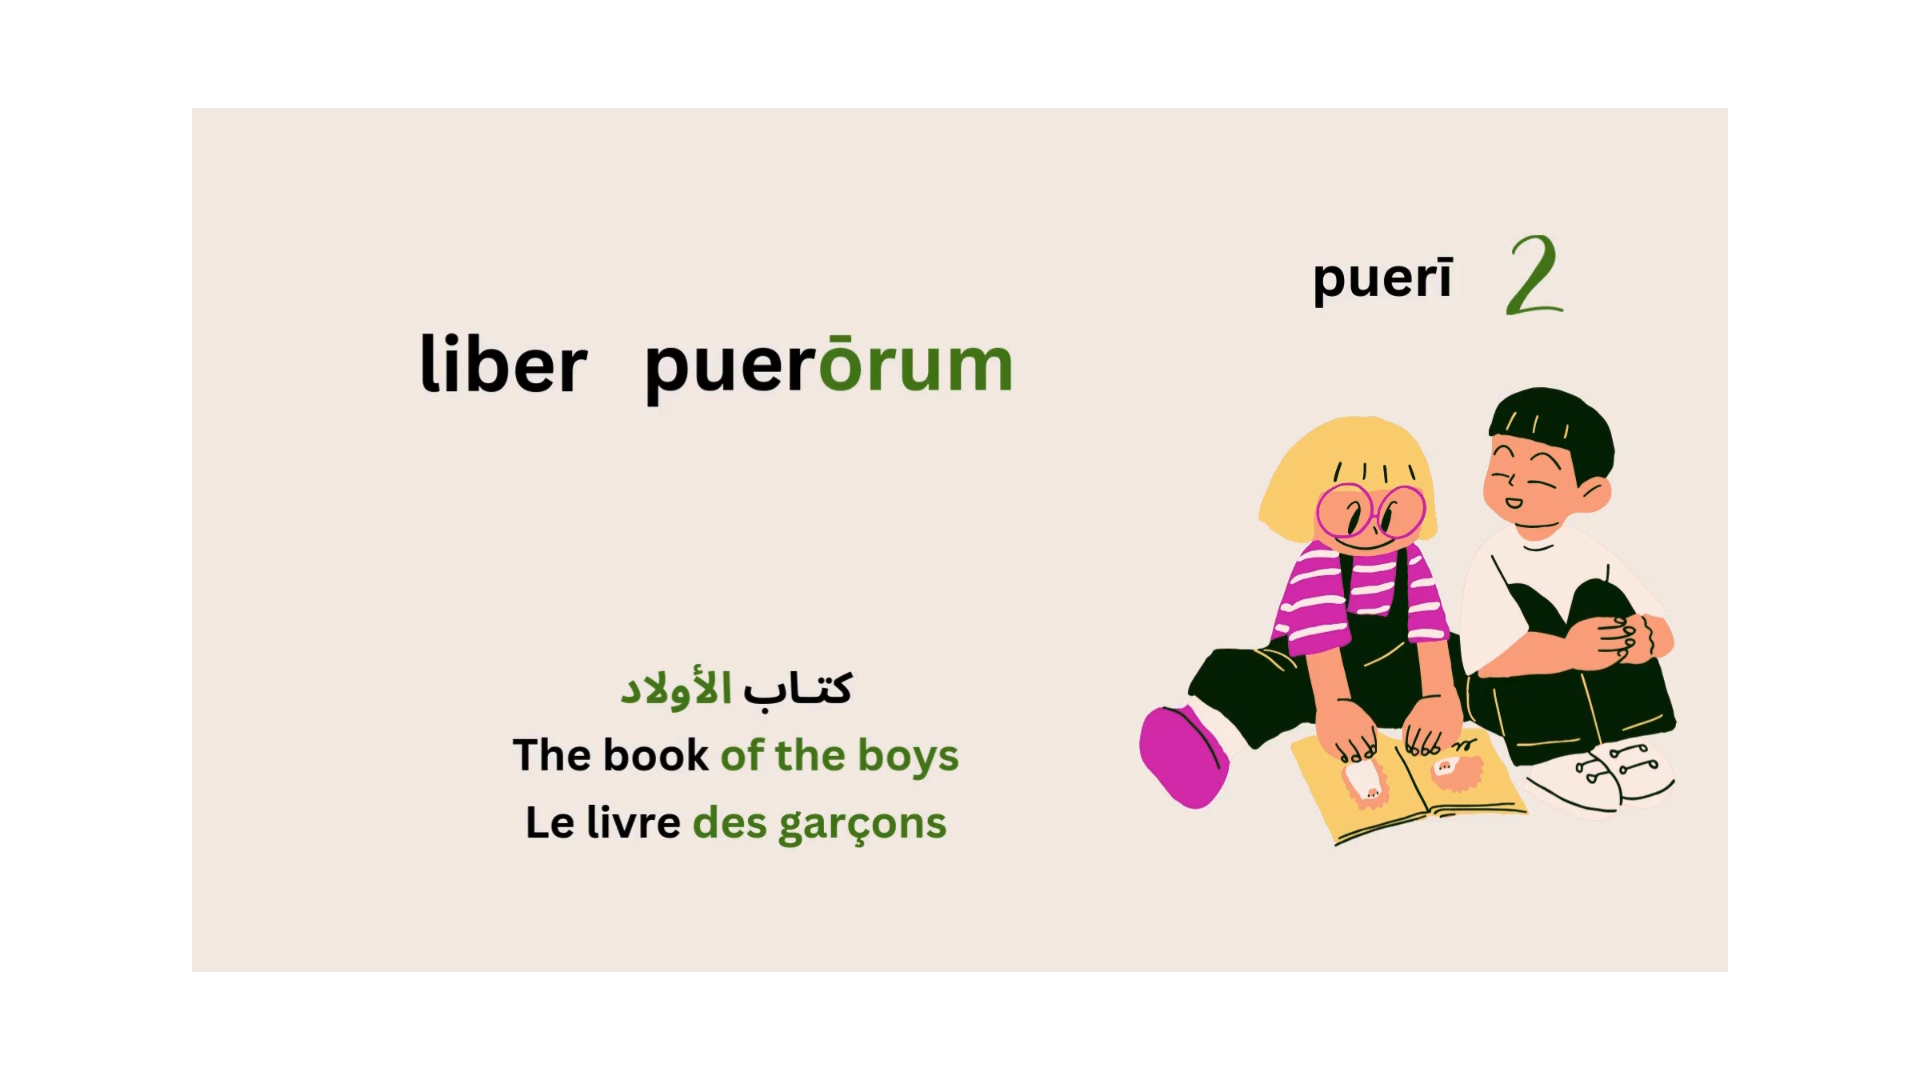 puerī 2
liber puerōrum
كتـاب الأولاد
The book of the boys
Le livre des garçons